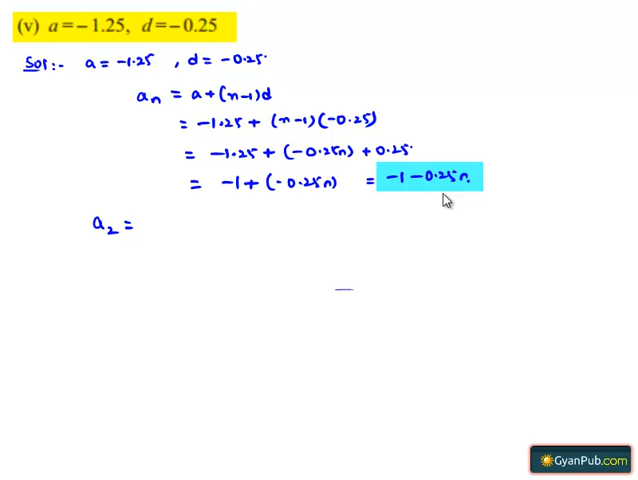 (v) a = – 1.25, d = – 0.25
Sol:- a = -1.25 , d = -0.25.
aₙ = a + (n-1)d
= -1.25 + (n-1)(-0.25)
= -1.25 + (-0.25n) + 0.25.
= -1 + (-0.25n) = -1 - 0.25n.
a₂ =
GyanPub.com